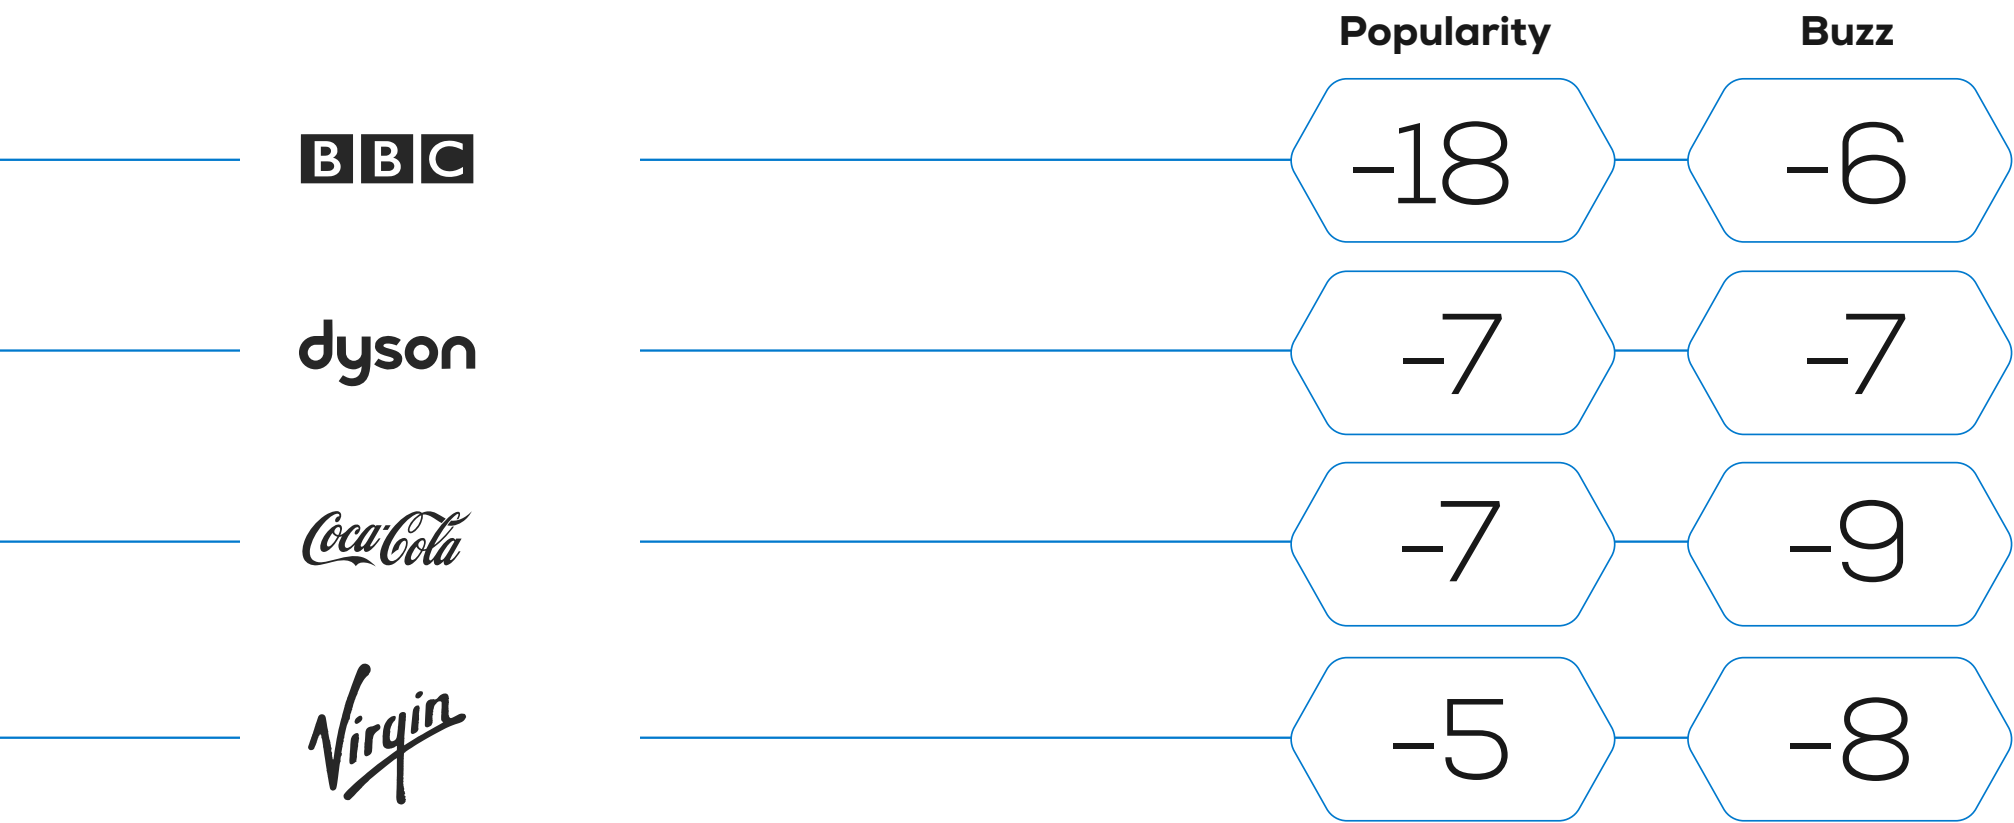 Popularity Buzz
BBC -18 -6
dyson -7 -7
Coca-Cola -7 -9
Virgin -5 -8